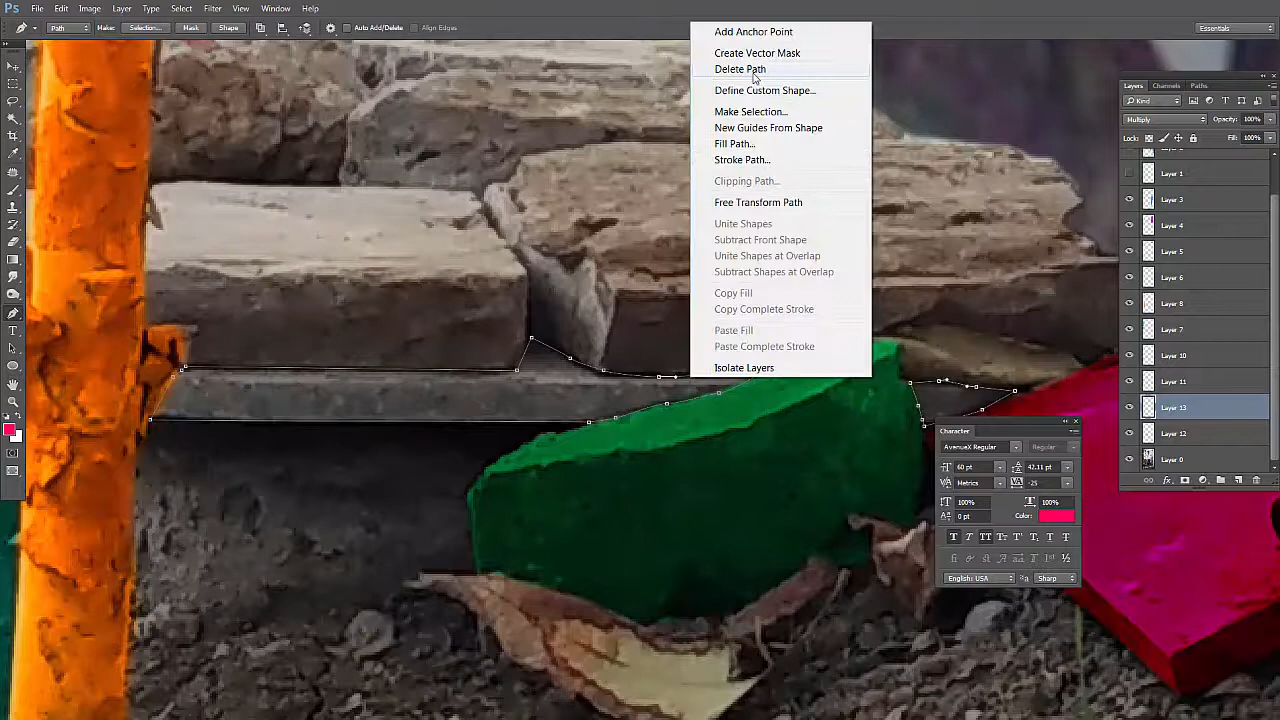 Ps File Edit Image Layer Type Select Filter View Window Help
Path Make: Selection... Mask Shape Auto Add/Delete Align Edges Essentials
Add Anchor Point
Create Vector Mask
Delete Path
Define Custom Shape...
Make Selection...
New Guides From Shape
Fill Path...
Stroke Path...
Clipping Path...
Free Transform Path
Unite Shapes
Subtract Front Shape
Unite Shapes at Overlap
Subtract Shapes at Overlap
Copy Fill
Copy Complete Stroke
Paste Fill
Paste Complete Stroke
Isolate Layers
Layers Channels Paths
Kind
Multiply Opacity: 100%
Lock: Fill: 100%
Layer 1
Layer 3
Layer 4
Layer 5
Layer 6
Layer 8
Layer 7
Layer 10
Layer 11
Layer 13
Layer 12
Layer 0
Character
AvenueX Regular Regular
60 pt 42.11 pt
Metrics -25
100% 100%
0 pt Color:
English: USA Sharp